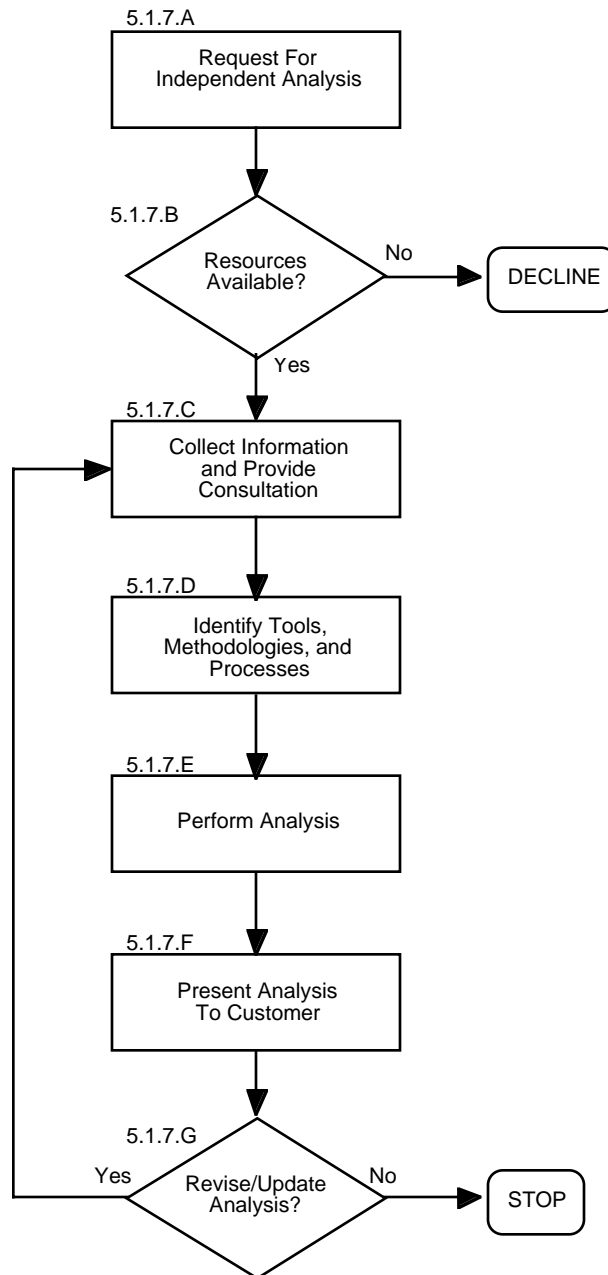 5.1.7.A
Request For
Independent Analysis
5.1.7.B
Resources
Available?
No
DECLINE
Yes
5.1.7.C
Collect Information
and Provide
Consultation
5.1.7.D
Identify Tools,
Methodologies, and
Processes
5.1.7.E
Perform Analysis
5.1.7.F
Present Analysis
To Customer
5.1.7.G
Yes
Revise/Update
Analysis?
No
STOP